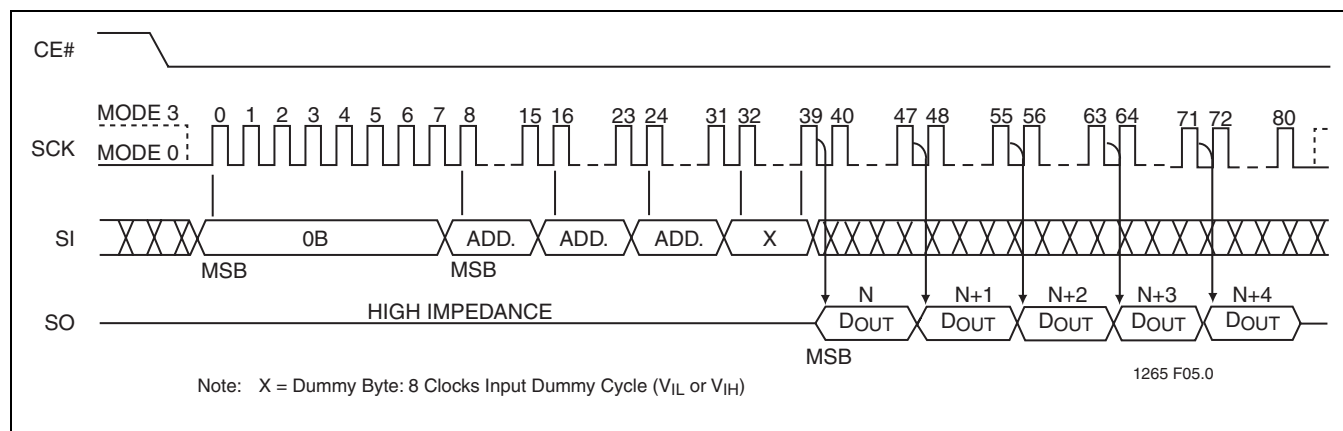 CE#
MODE 3
0 1 2 3 4 5 6 7 8 15 16 23 24 31 32 39 40 47 48 55 56 63 64 71 72 80
SCK
MODE 0
SI
0B ADD. ADD. ADD. X
MSB MSB
N N+1 N+2 N+3 N+4
SO
HIGH IMPEDANCE
DOUT DOUT DOUT DOUT DOUT
MSB
1265 F05.0
Note: X = Dummy Byte: 8 Clocks Input Dummy Cycle (VIL or VIH)